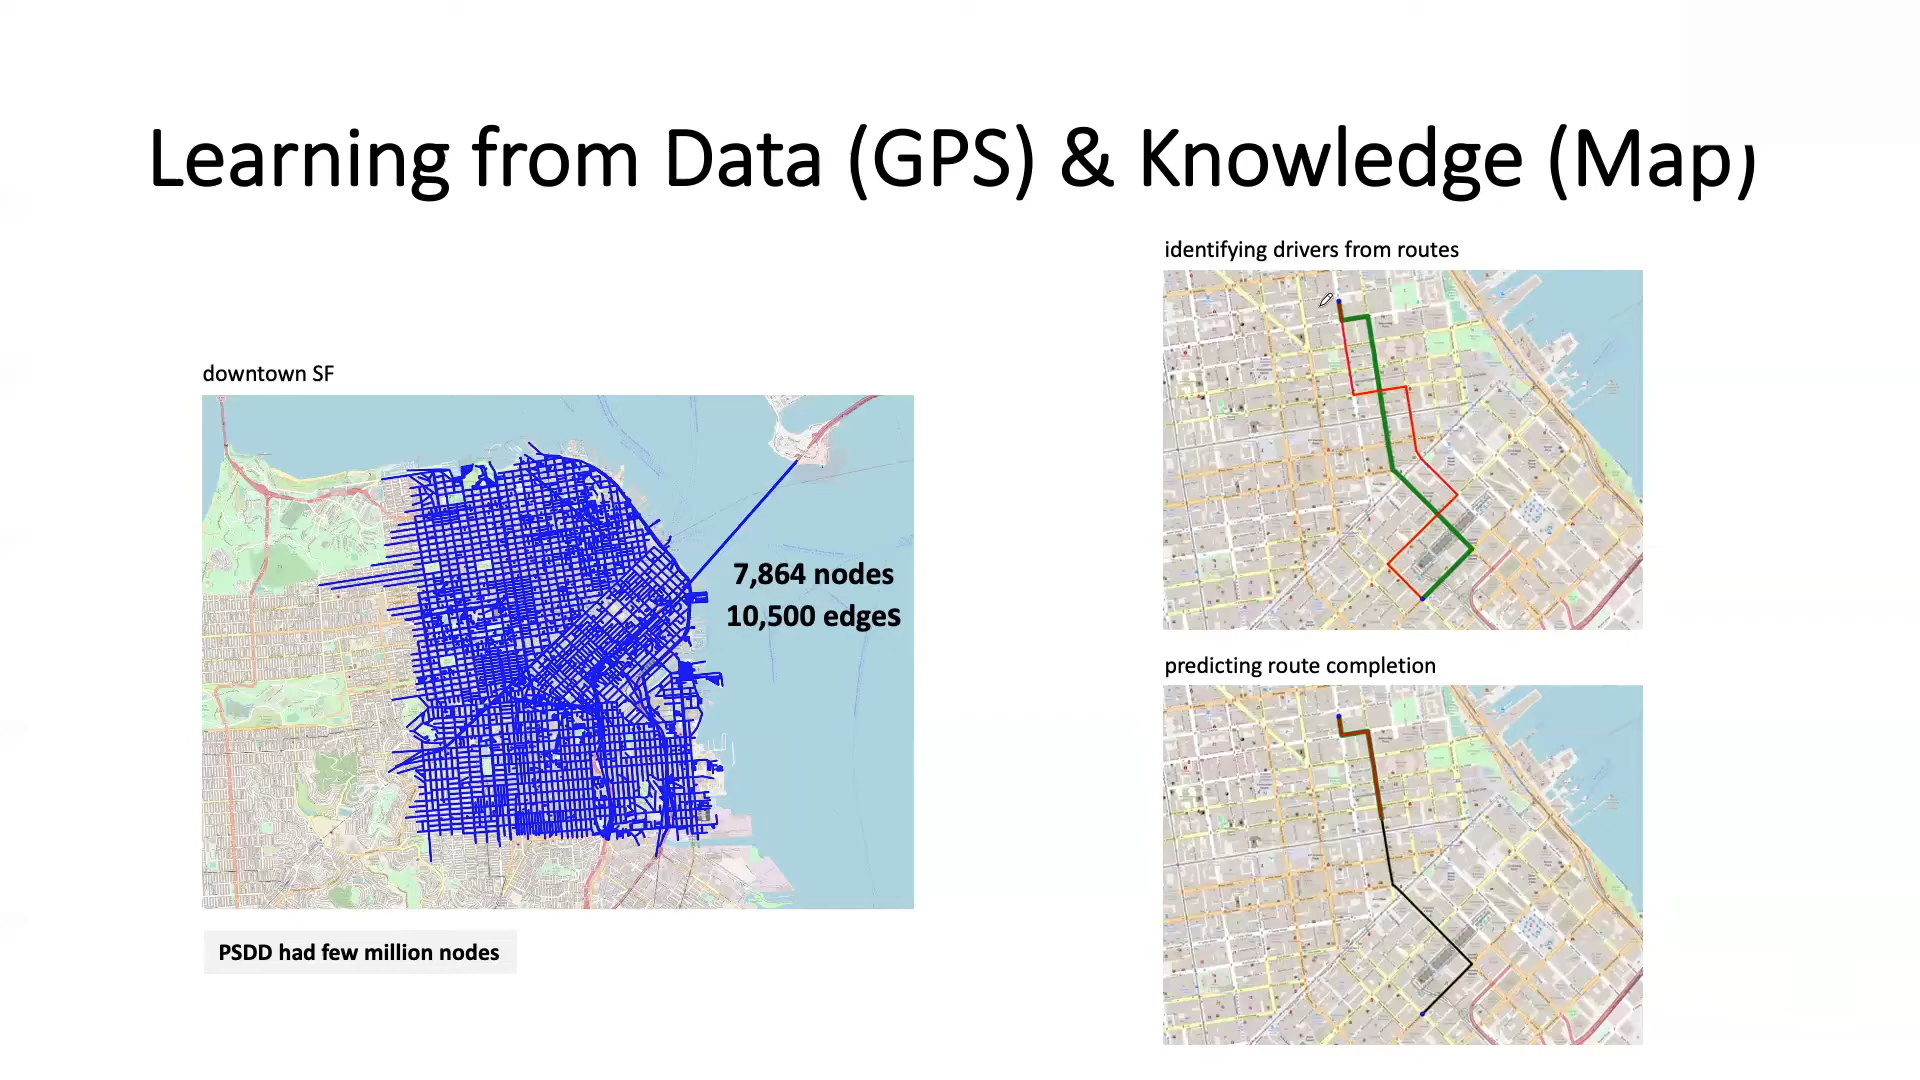 Learning from Data (GPS) & Knowledge (Map)
downtown SF
7,864 nodes
10,500 edges
PSDD had few million nodes
identifying drivers from routes
predicting route completion